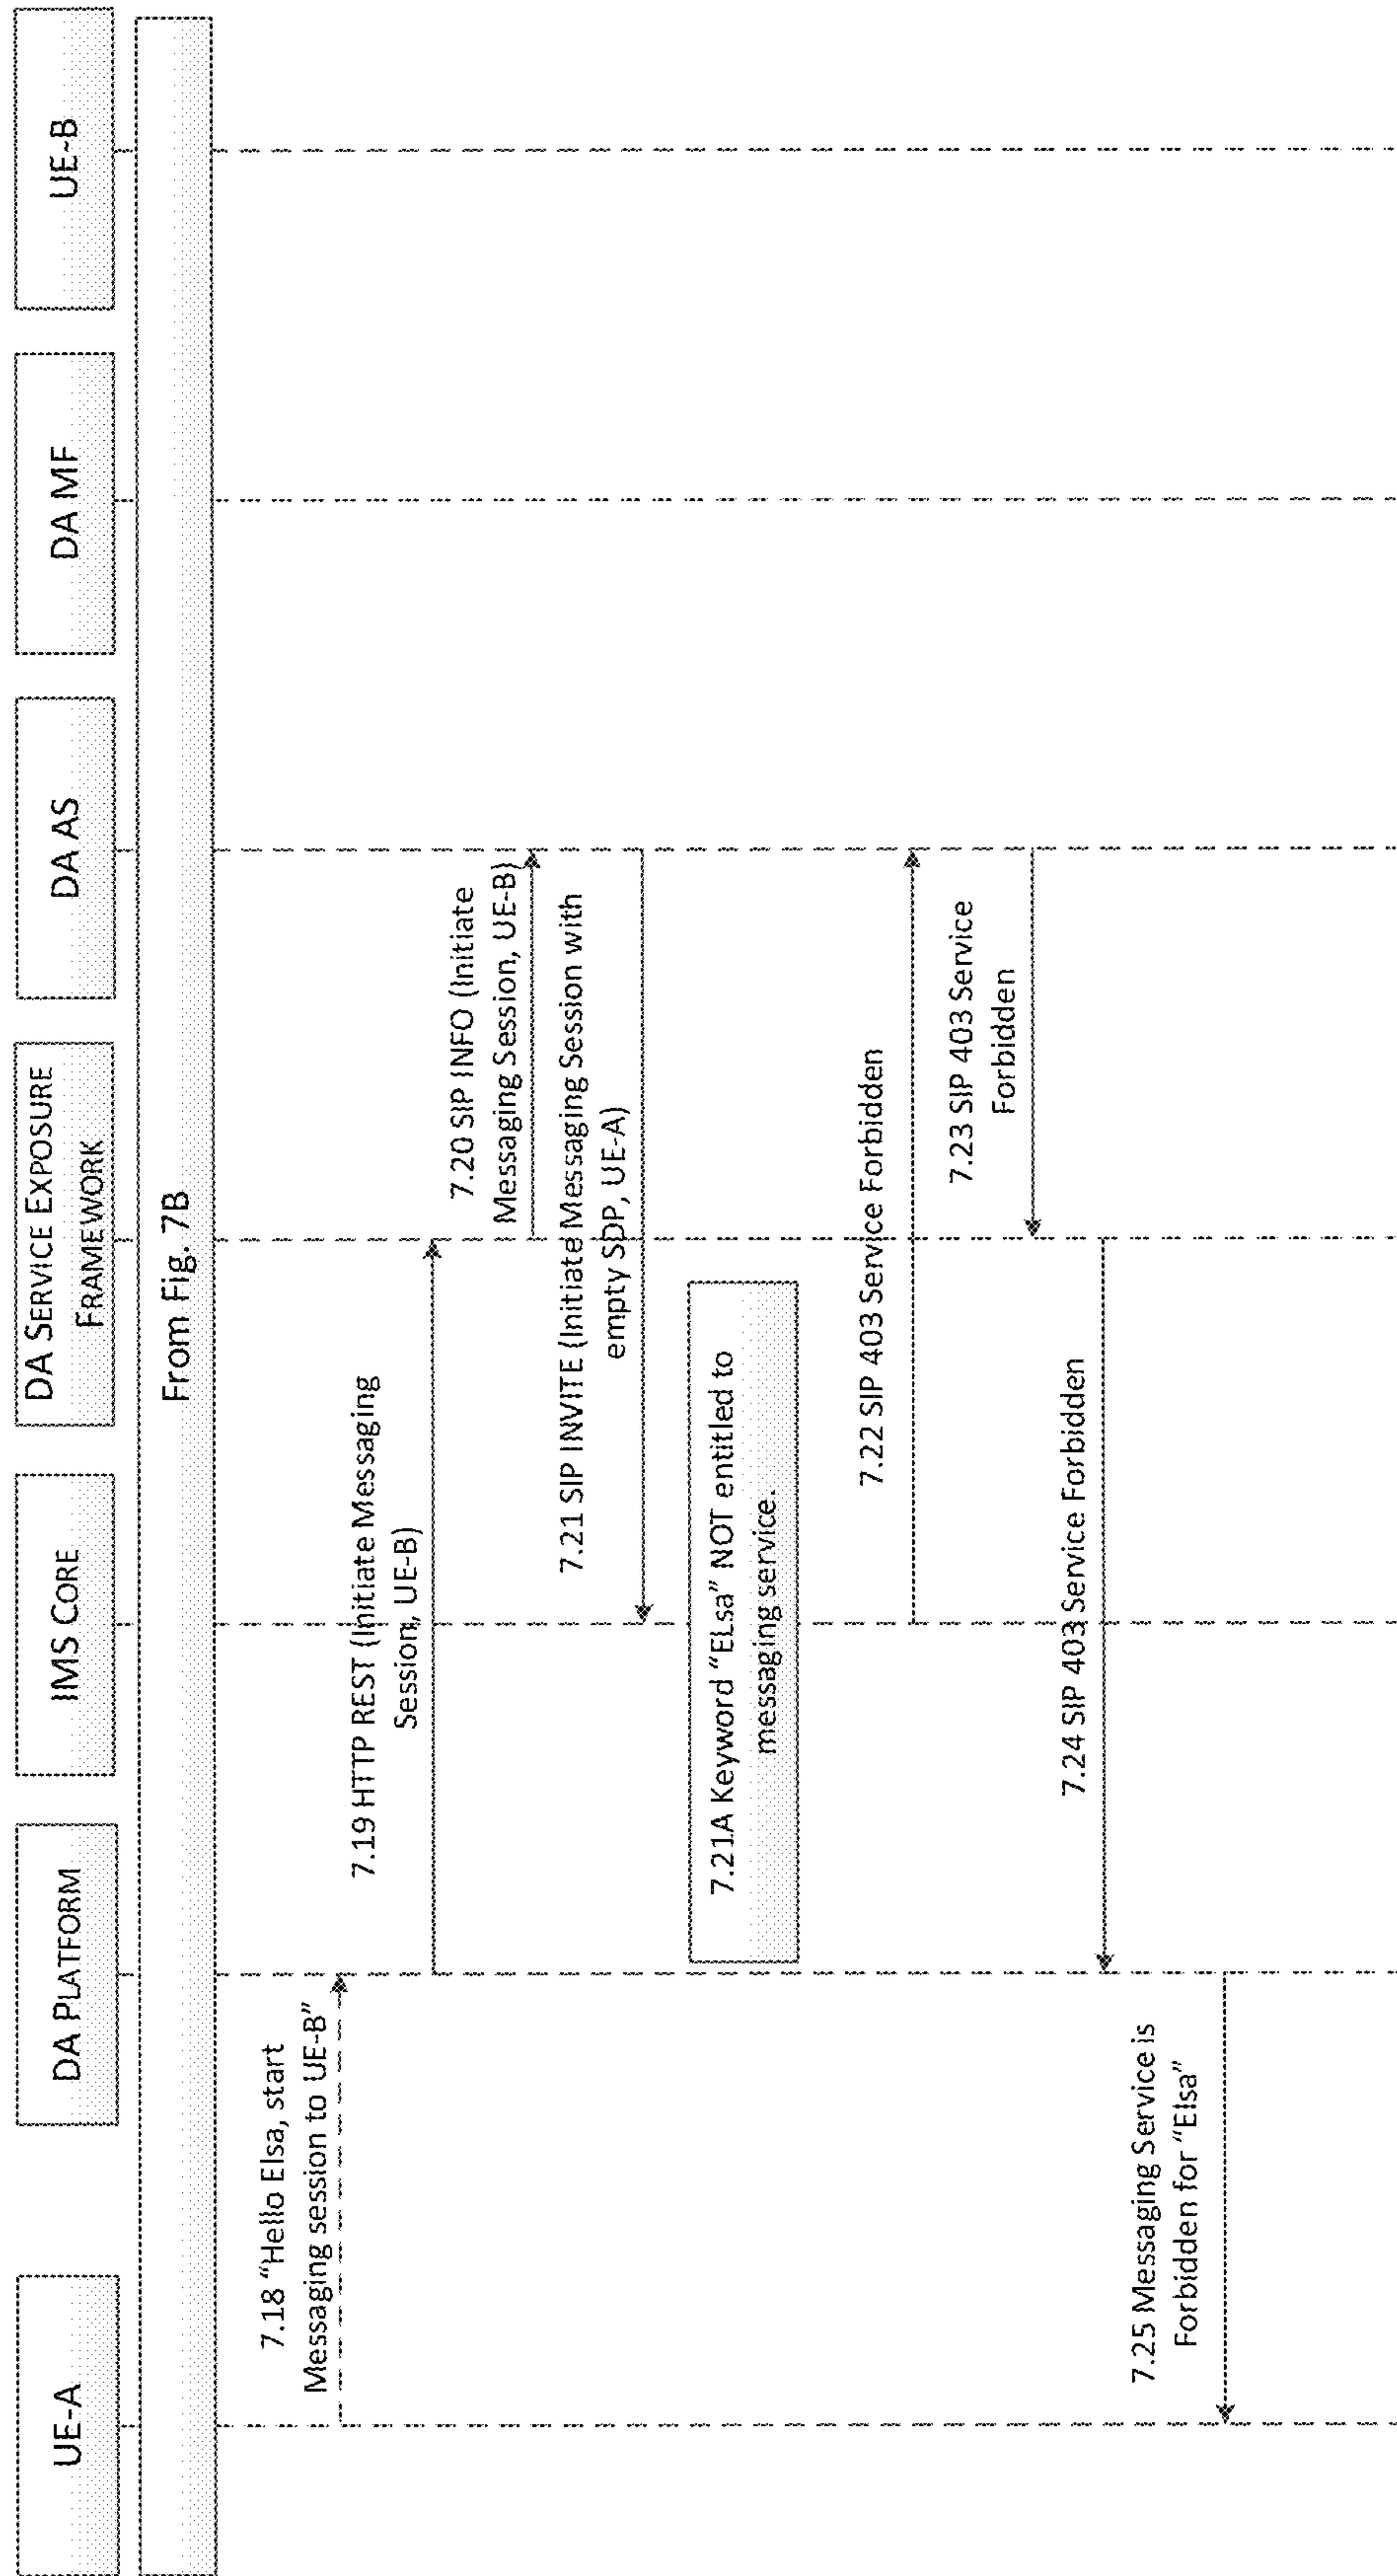 UE-A
DA PLATFORM
IMS CORE
DA SERVICE EXPOSURE
FRAMEWORK
DA AS
DA MF
UE-B
From Fig. 7B
7.18 “Hello Elsa, start
Messaging session to UE-B”
7.19 HTTP REST (Initiate Messaging
Session, UE-B)
7.20 SIP INFO (Initiate
Messaging Session, UE-B)
7.21 SIP INVITE (Initiate Messaging Session with
empty SDP, UE-A)
7.21A Keyword “ELsa” NOT entitled to
messaging service.
7.22 SIP 403 Service Forbidden
7.23 SIP 403 Service
Forbidden
7.24 SIP 403 Service Forbidden
7.25 Messaging Service is
Forbidden for “Elsa”